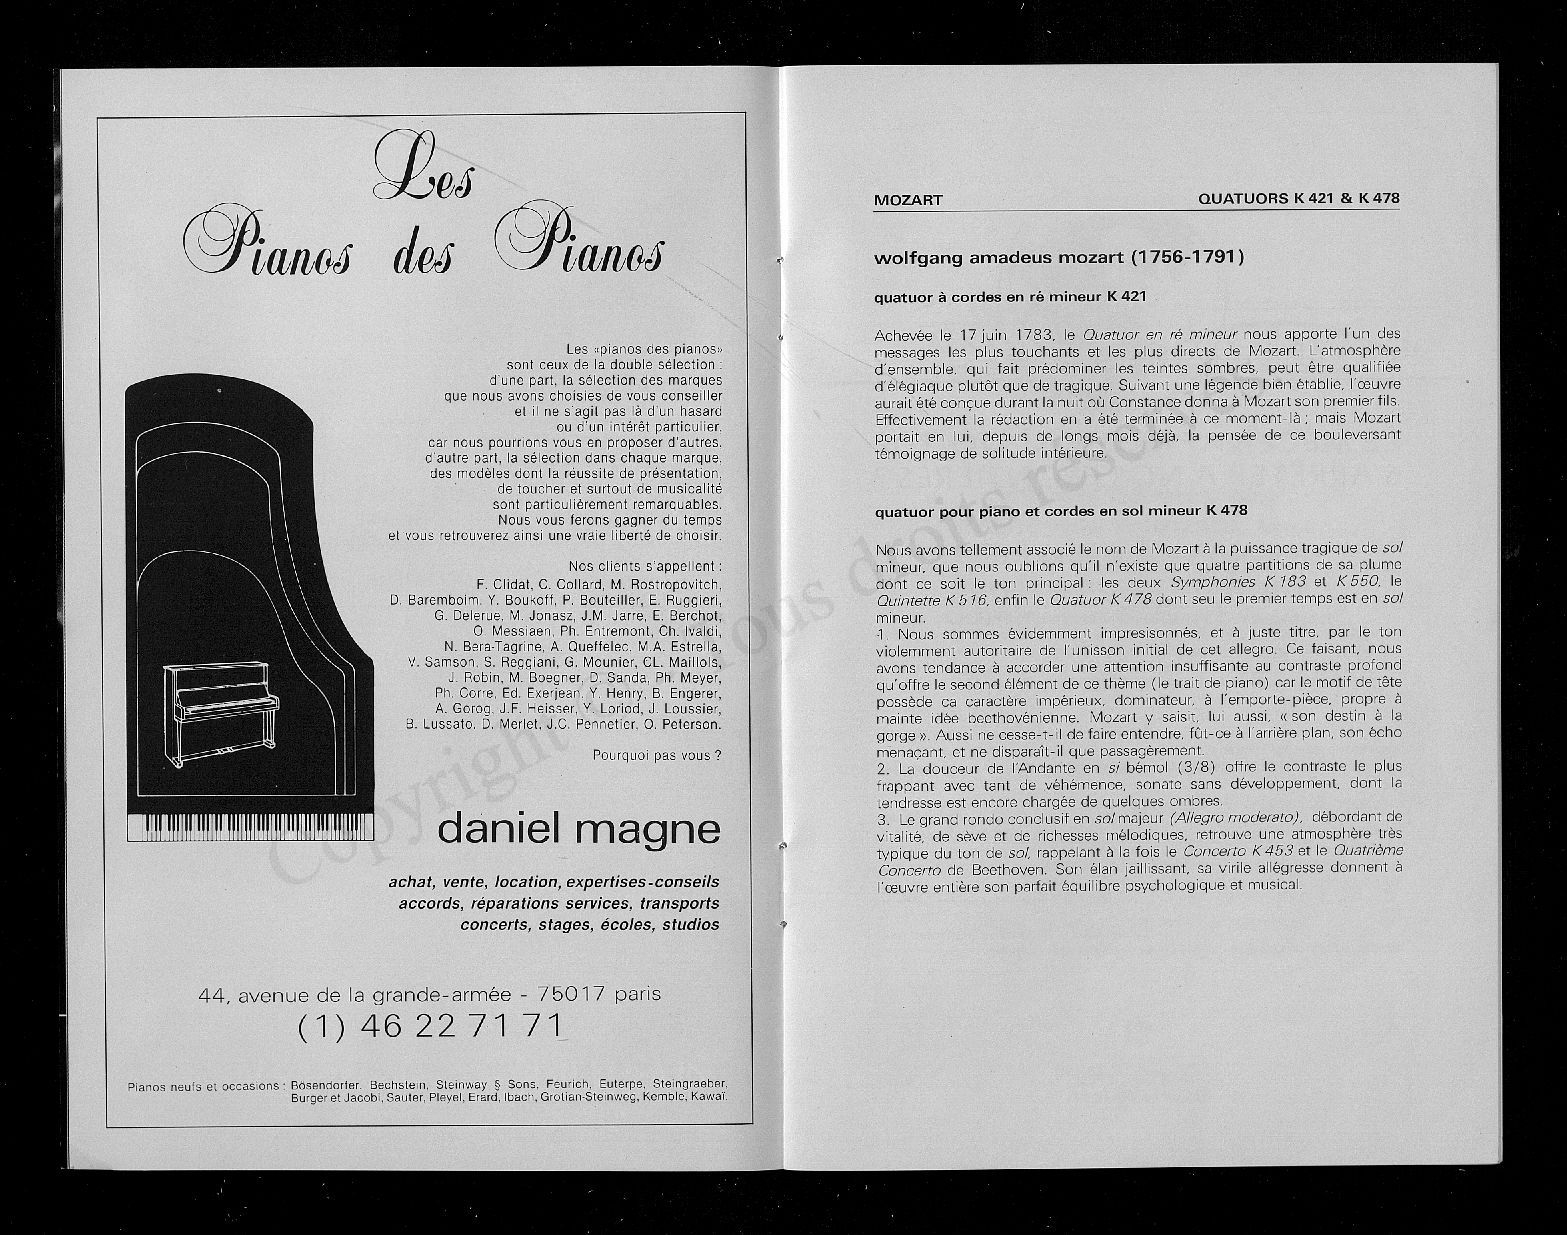 Les
Pianos des Pianos
Les «pianos des pianos»
sont ceux de la double sélection :
d'une part, la sélection des marques
que nous avons choisies de vous conseiller
et il ne s'agit pas là d'un hasard
ou d'un intérêt particulier,
car nous pourrions vous en proposer d'autres,
d'autre part, la sélection dans chaque marque,
des modèles dont la réussite de présentation,
de toucher et surtout de musicalité
sont particulièrement remarquables.
Nous vous ferons gagner du temps
et vous retrouverez ainsi une vraie liberté de choisir.
Nos clients s'appellent :
F. Clidat, C. Collard, M. Rostropovitch,
D. Baremboim, Y. Boukoff, P. Bouteiller, E. Ruggieri,
G. Delerue, M. Jonasz, J.M. Jarre, E. Berchot,
O. Messiaen, Ph. Entremont, Ch. Ivaldi,
N. Bera-Tagrine, A. Queffelec, M.A. Estrella,
V. Samson, S. Reggiani, G. Mounier, CL. Maillols,
J. Robin, M. Boegner, D. Sanda, Ph. Meyer,
Ph. Corre, Ed. Exerjean, Y. Henry, B. Engerer,
A. Gorog, J.F. Heisser, Y. Loriod, J. Loussier,
B. Lussato, D. Merlet, J.C. Pennetier, O. Peterson.
Pourquoi pas vous ?
daniel magne
achat, vente, location, expertises-conseils
accords, réparations services, transports
concerts, stages, écoles, studios
44, avenue de la grande-armée - 75017 paris
(1) 46 22 71 71
Pianos neufs et occasions : Bösendorfer, Bechstein, Steinway § Sons, Feurich, Euterpe, Steingraeber,
Burger et Jacobi, Sauter, Pleyel, Erard, Ibach, Grotian-Steinweg, Kemble, Kawaï.
MOZART QUATUORS K 421 & K 478
wolfgang amadeus mozart (1756-1791)
quatuor à cordes en ré mineur K 421
Achevée le 17 juin 1783, le Quatuor en ré mineur nous apporte l'un des
messages les plus touchants et les plus directs de Mozart. L'atmosphère
d'ensemble, qui fait prédominer les teintes sombres, peut être qualifiée
d'élégiaque plutôt que de tragique. Suivant une légende bien établie, l'œuvre
aurait été conçue durant la nuit où Constance donna à Mozart son premier fils.
Effectivement la rédaction en a été terminée à ce moment-là ; mais Mozart
portait en lui, depuis de longs mois déjà, la pensée de ce bouleversant
témoignage de solitude intérieure.
quatuor pour piano et cordes en sol mineur K 478
Nous avons tellement associé le nom de Mozart à la puissance tragique de sol
mineur, que nous oublions qu'il n'existe que quatre partitions de sa plume
dont ce soit le ton principal : les deux Symphonies K 183 et K 550, le
Quintette K 516, enfin le Quatuor K 478 dont seu le premier temps est en sol
mineur.
1. Nous sommes évidemment impresisonnés, et à juste titre, par le ton
violemment autoritaire de l'unisson initial de cet allegro. Ce faisant, nous
avons tendance à accorder une attention insuffisante au contraste profond
qu'offre le second élément de ce thème (le trait de piano) car le motif de tête
possède ca caractère impérieux, dominateur, à l'emporte-pièce, propre à
mainte idée beethovénienne. Mozart y saisit, lui aussi, « son destin à la
gorge ». Aussi ne cesse-t-il de faire entendre, fût-ce à l'arrière plan, son écho
menaçant, et ne disparaît-il que passagèrement.
2. La douceur de l'Andante en si bémol (3/8) offre le contraste le plus
frappant avec tant de véhémence, sonate sans développement, dont la
tendresse est encore chargée de quelques ombres.
3. Le grand rondo conclusif en sol majeur (Allegro moderato), débordant de
vitalité, de sève et de richesses mélodiques, retrouve une atmosphère très
typique du ton de sol, rappelant à la fois le Concerto K 453 et le Quatrième
Concerto de Beethoven. Son élan jaillissant, sa virile allégresse donnent à
l'œuvre entière son parfait équilibre psychologique et musical.
Copyright tous droits